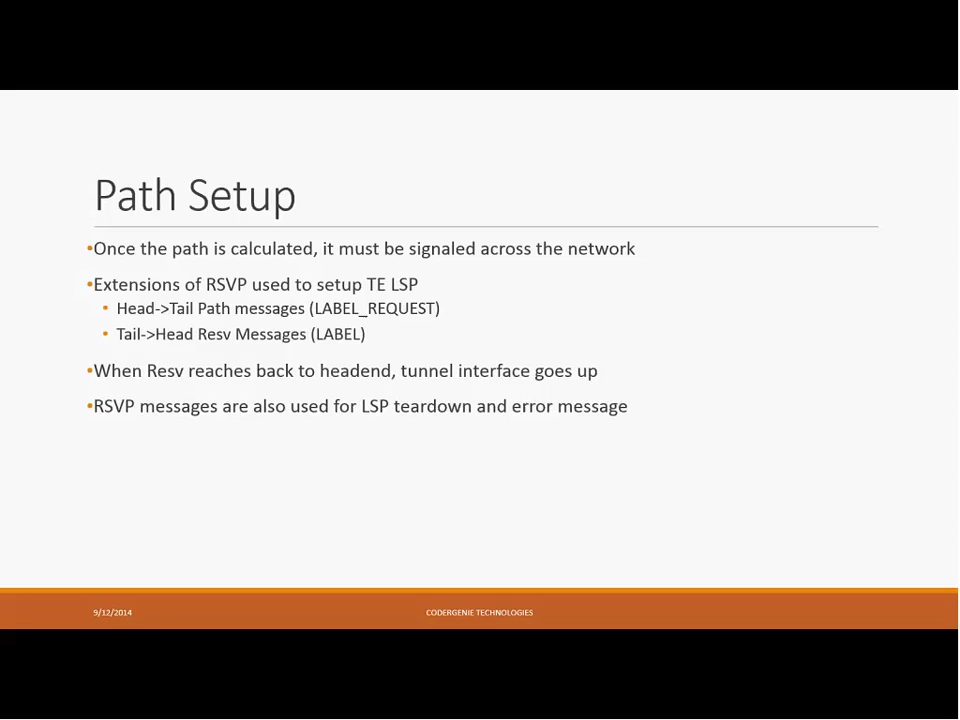 Path Setup
•Once the path is calculated, it must be signaled across the network
•Extensions of RSVP used to setup TE LSP
• Head->Tail Path messages (LABEL_REQUEST)
• Tail->Head Resv Messages (LABEL)
•When Resv reaches back to headend, tunnel interface goes up
•RSVP messages are also used for LSP teardown and error message
9/12/2014
CODERGENIE TECHNOLOGIES